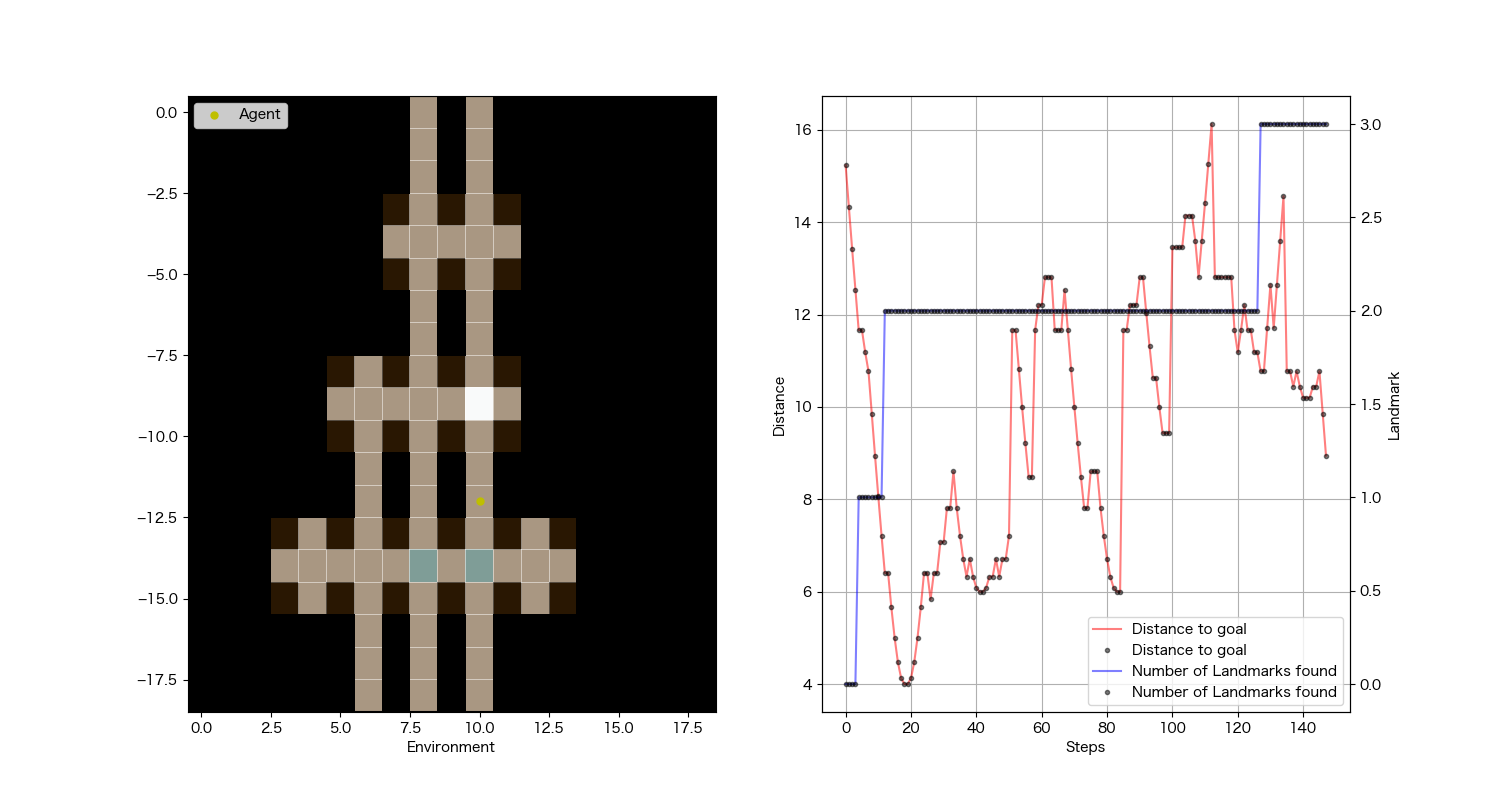 Agent
0.0
−2.5
−5.0
−7.5
−10.0
−12.5
−15.0
−17.5
0.0 2.5 5.0 7.5 10.0 12.5 15.0 17.5
Environment
16
14
12
10
8
6
4
Distance
0 20 40 60 80 100 120 140
Steps
3.0
2.5
2.0
1.5
1.0
0.5
0.0
Landmark
Distance to goal
Distance to goal
Number of Landmarks found
Number of Landmarks found